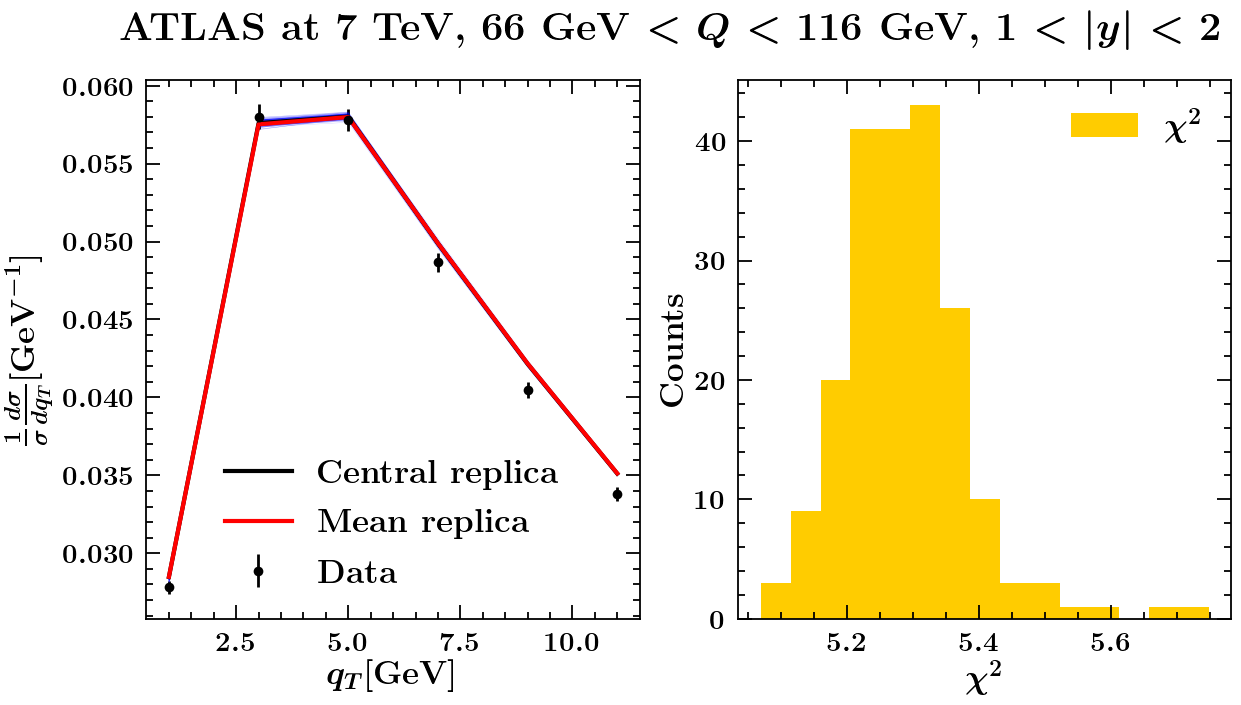 ATLAS at 7 TeV, 66 GeV < Q < 116 GeV, 1 < |y| < 2
0.060
0.055
0.050
0.045
0.040
0.035
0.030
1/σ dσ/dq_T [GeV⁻¹]
Central replica
Mean replica
Data
2.5 5.0 7.5 10.0
q_T[GeV]
χ²
40
30
20
10
0
Counts
5.2 5.4 5.6
χ²